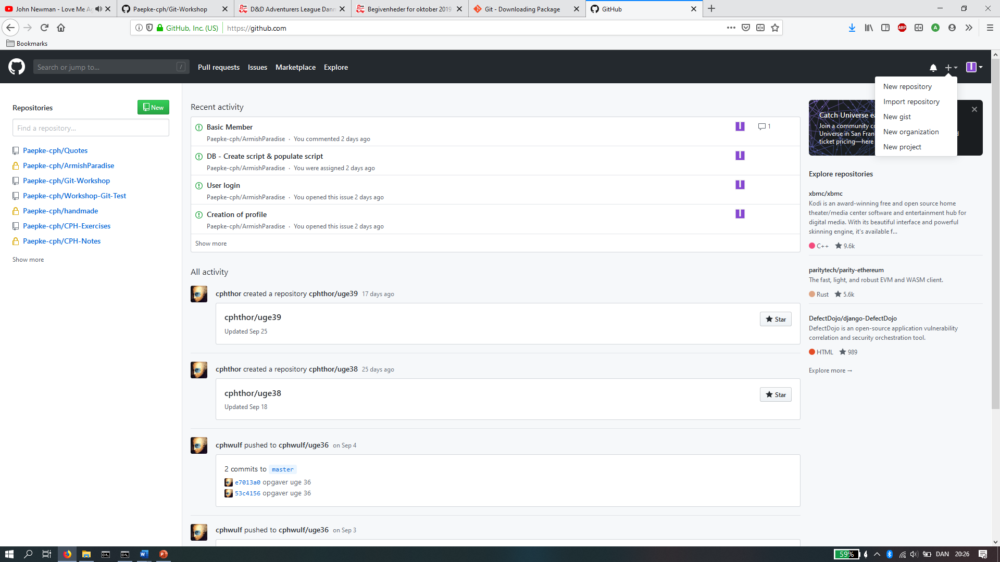 John Newman - Love Me Ag
Paepke-cph/Git-Workshop
D&D Adventurers League Danm
Begivenheder for oktober 2019
Git - Downloading Package
GitHub
GitHub, Inc. (US)
https://github.com
ABP
A
Bookmarks
Search or jump to...
/
Pull requests
Issues
Marketplace
Explore
New repository
Import repository
New gist
New organization
New project
Repositories
New
Find a repository...
Paepke-cph/Quotes
Paepke-cph/ArmishParadise
Paepke-cph/Git-Workshop
Paepke-cph/Workshop-Git-Test
Paepke-cph/handmade
Paepke-cph/CPH-Exercises
Paepke-cph/CPH-Notes
Show more
Recent activity
Basic Member
1
Paepke-cph/ArmishParadise · You commented 2 days ago
DB - Create script & populate script
Paepke-cph/ArmishParadise · You were assigned 2 days ago
User login
Paepke-cph/ArmishParadise · You opened this issue 2 days ago
Creation of profile
Paepke-cph/ArmishParadise · You opened this issue 2 days ago
Show more
All activity
cphthor created a repository cphthor/uge39 17 days ago
cphthor/uge39
Star
Updated Sep 25
cphthor created a repository cphthor/uge38 25 days ago
cphthor/uge38
Star
Updated Sep 18
cphwulf pushed to cphwulf/uge36 on Sep 4
2 commits to master
e7013a0 opgaver uge 36
53c4156 opgaver uge 36
cphwulf pushed to cphwulf/uge36 on Sep 3
Catch Universe ea
Join a community co
Universe in San Fran
ticket pricing—here
Explore repositories
xbmc/xbmc
Kodi is an award-winning free and open source home
theater/media center software and entertainment hub for
digital media. With its beautiful interface and powerful
skinning engine, it's available f...
C++ 9.6k
paritytech/parity-ethereum
The fast, light, and robust EVM and WASM client.
Rust 5.6k
DefectDojo/django-DefectDojo
DefectDojo is an open-source application vulnerability
correlation and security orchestration tool.
HTML 989
Explore more →
59%
DAN
20:26